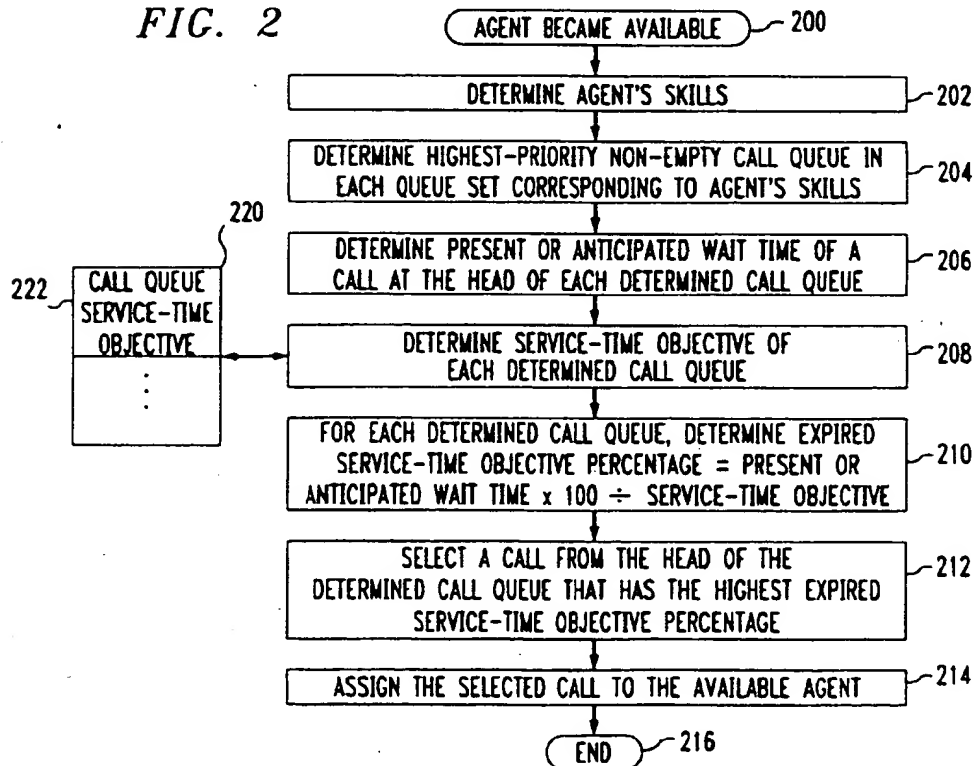 FIG. 2
AGENT BECAME AVAILABLE
200
DETERMINE AGENT'S SKILLS
202
DETERMINE HIGHEST-PRIORITY NON-EMPTY CALL QUEUE IN
EACH QUEUE SET CORRESPONDING TO AGENT'S SKILLS
204
DETERMINE PRESENT OR ANTICIPATED WAIT TIME OF A
CALL AT THE HEAD OF EACH DETERMINED CALL QUEUE
206
220
222
CALL QUEUE
SERVICE-TIME
OBJECTIVE
DETERMINE SERVICE-TIME OBJECTIVE OF
EACH DETERMINED CALL QUEUE
208
FOR EACH DETERMINED CALL QUEUE, DETERMINE EXPIRED
SERVICE-TIME OBJECTIVE PERCENTAGE = PRESENT OR
ANTICIPATED WAIT TIME x 100 ÷ SERVICE-TIME OBJECTIVE
210
SELECT A CALL FROM THE HEAD OF THE
DETERMINED CALL QUEUE THAT HAS THE HIGHEST EXPIRED
SERVICE-TIME OBJECTIVE PERCENTAGE
212
ASSIGN THE SELECTED CALL TO THE AVAILABLE AGENT
214
END
216